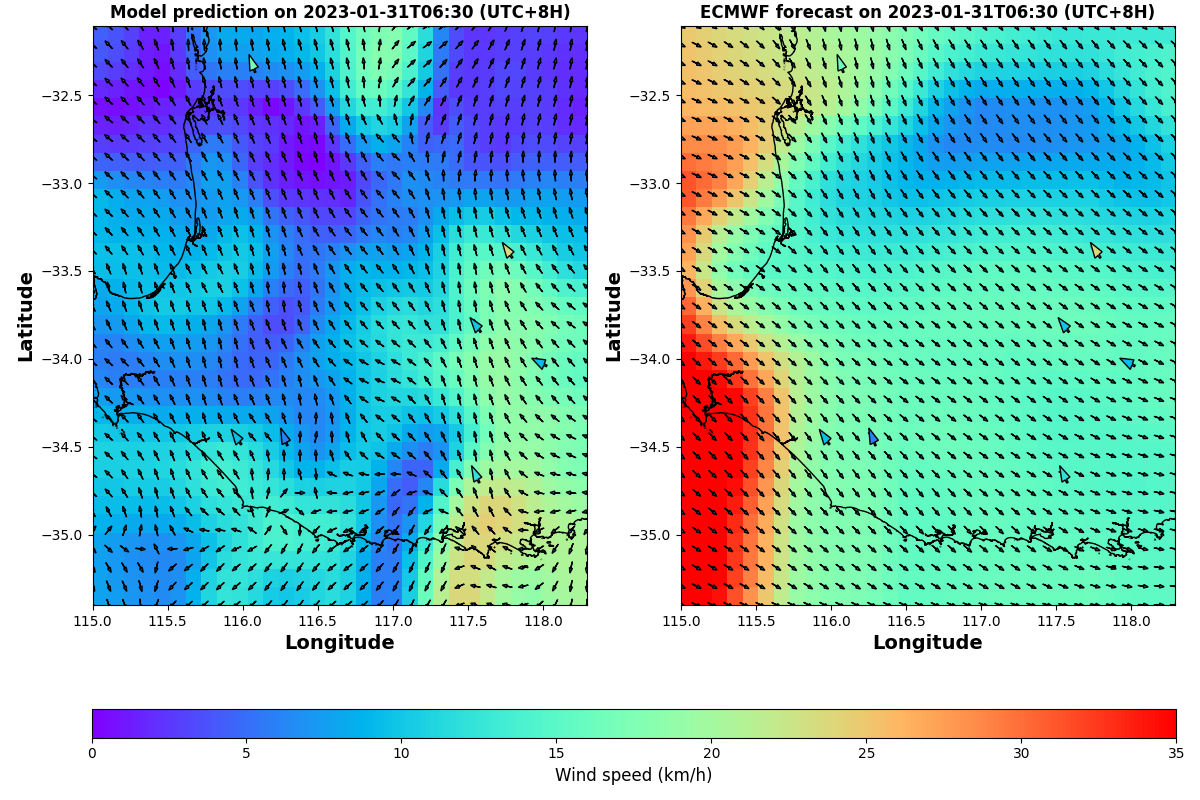 Model prediction on 2023-01-31T06:30 (UTC+8H)
ECMWF forecast on 2023-01-31T06:30 (UTC+8H)
Latitude
−32.5
−33.0
−33.5
−34.0
−34.5
−35.0
115.0 115.5 116.0 116.5 117.0 117.5 118.0
Longitude
Latitude
−32.5
−33.0
−33.5
−34.0
−34.5
−35.0
115.0 115.5 116.0 116.5 117.0 117.5 118.0
Longitude
0 5 10 15 20 25 30 35
Wind speed (km/h)